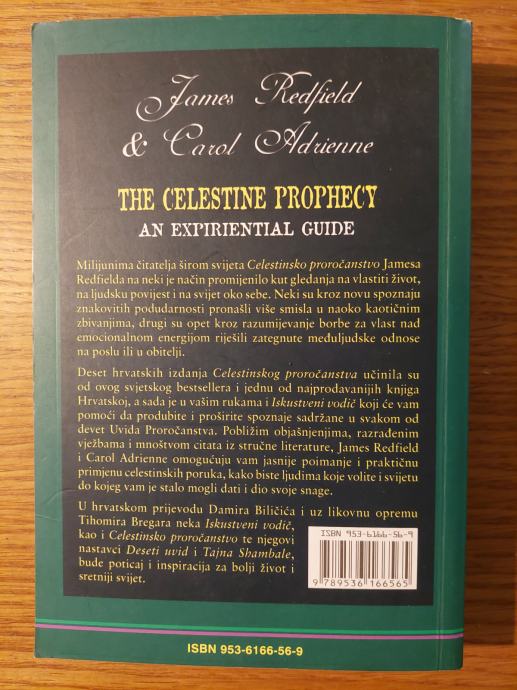 James Redfield
& Carol Adrienne
THE CELESTINE PROPHECY
AN EXPIRIENTIAL GUIDE
Milijunima čitatelja širom svijeta Celestinsko proročanstvo Jamesa
Redfielda na neki je način promijenilo kut gledanja na vlastiti život,
na ljudsku povijest i na svijet oko sebe. Neki su kroz novu spoznaju
znakovitih podudarnosti pronašli više smisla u naoko kaotičnim
zbivanjima, drugi su opet kroz razumijevanje borbe za vlast nad
emocionalnom energijom riješili zategnute međuljudske odnose
na poslu ili u obitelji.
Deset hrvatskih izdanja Celestinskog proročanstva učinila su
od ovog svjetskog bestsellera i jednu od najprodavanijih knjiga
Hrvatskoj, a sada je u vašim rukama i Iskustveni vodič koji će vam
pomoći da produbite i proširite spoznaje sadržane u svakom od
devet Uvida Proročanstva. Pobližim objašnjenjima, razrađenim
vježbama i mnoštvom citata iz stručne literature, James Redfield
i Carol Adrienne omogućuju vam jasnije poimanje i praktičnu
primjenu celestinskih poruka, kako biste ljudima koje volite i svijetu
do kojeg vam je stalo mogli dati i dio svoje snage.
U hrvatskom prijevodu Damira Biličića i uz likovnu opremu
Tihomira Bregara neka Iskustveni vodič,
kao i Celestinsko proročanstvo te njegovi
nastavci Deseti uvid i Tajna Shambale,
bude poticaj i inspiracija za bolji život i
sretniji svijet.
ISBN 953-6166-56-9
9 789536 166565
ISBN 953-6166-56-9